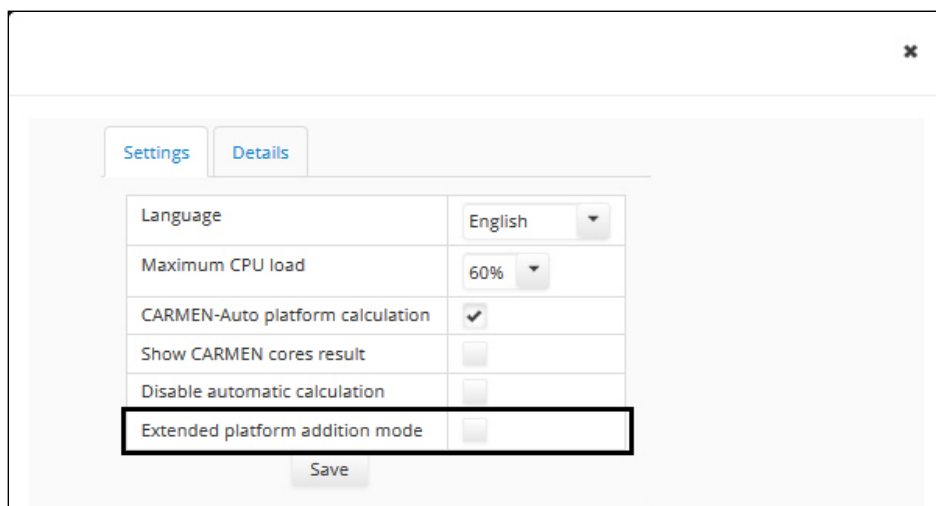 Settings
Details
Language
English
Maximum CPU load
60%
CARMEN-Auto platform calculation
Show CARMEN cores result
Disable automatic calculation
Extended platform addition mode
Save